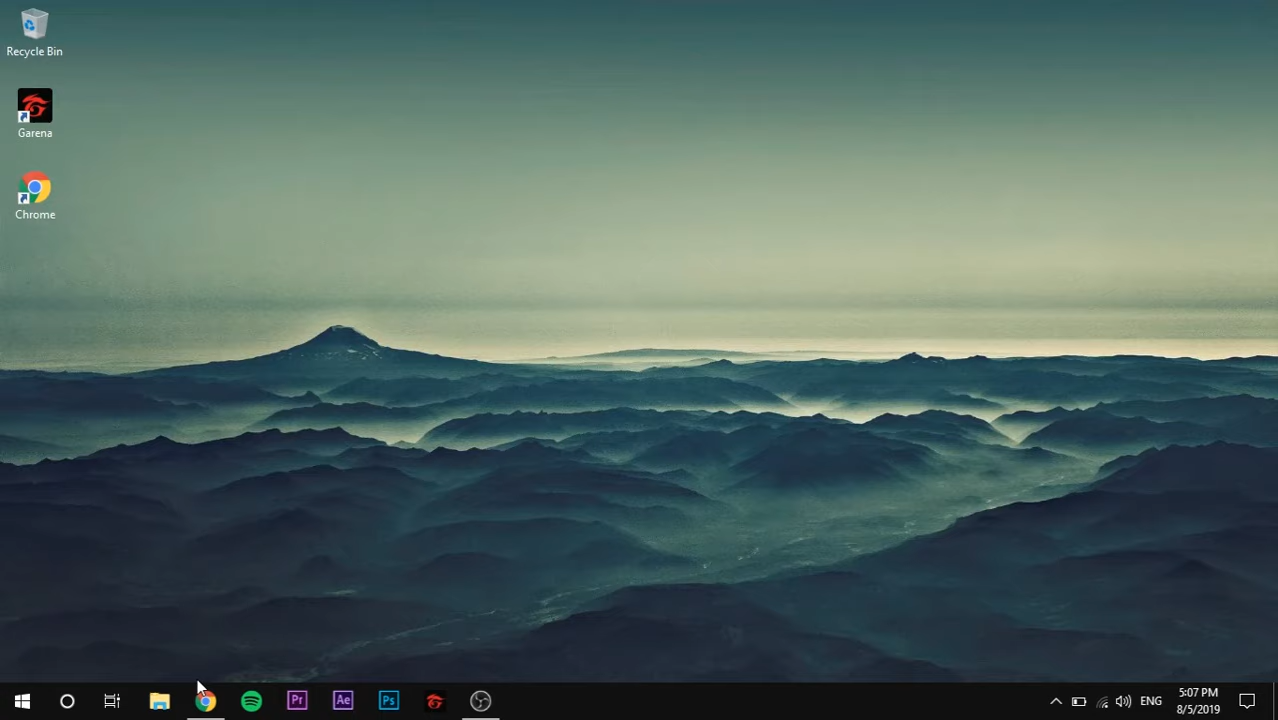 Recycle Bin
Garena
Chrome
Pr
Ae
Ps
ENG
5:07 PM
8/5/2019